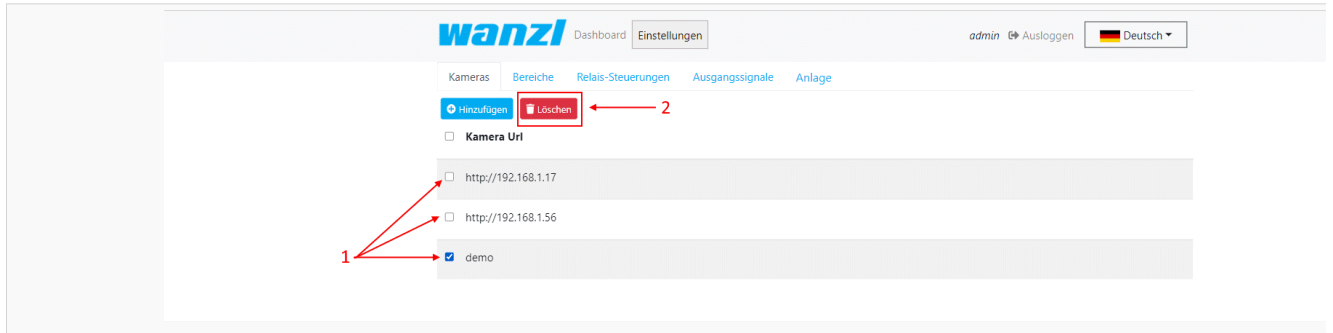 wanzl Dashboard Einstellungen admin Ausloggen Deutsch
Kameras Bereiche Relais-Steuerungen Ausgangssignale Anlage
Hinzufügen Löschen 2
Kamera Url
http://192.168.1.17
http://192.168.1.56
1 demo